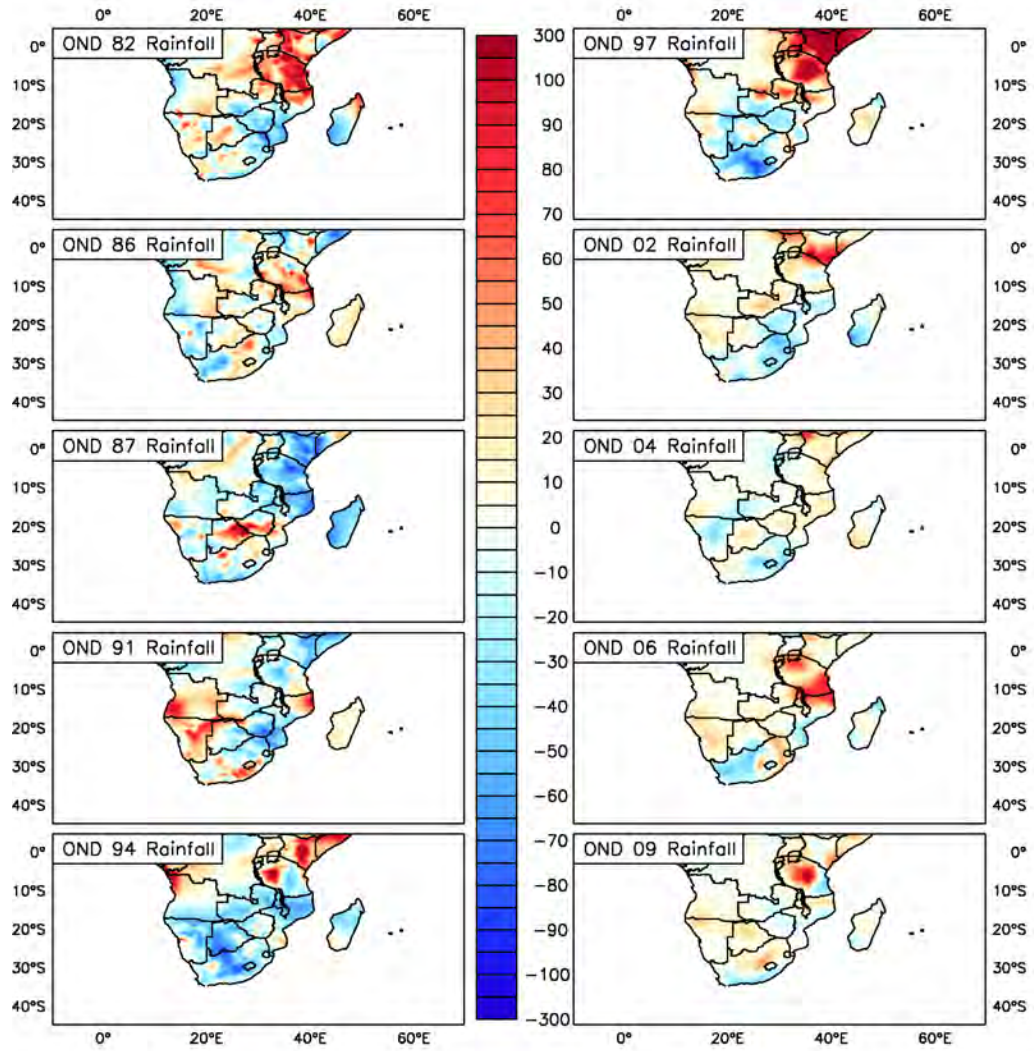 0° 20°E 40°E 60°E 0° 20°E 40°E 60°E
OND 82 Rainfall
0°
10°S
20°S
30°S
40°S
OND 86 Rainfall
0°
10°S
20°S
30°S
40°S
OND 87 Rainfall
0°
10°S
20°S
30°S
40°S
OND 91 Rainfall
0°
10°S
20°S
30°S
40°S
OND 94 Rainfall
0°
10°S
20°S
30°S
40°S
300
100
90
80
70
60
50
40
30
20
10
0
-10
-20
-30
-40
-50
-60
-70
-80
-90
-100
-300
OND 97 Rainfall
0°
10°S
20°S
30°S
40°S
OND 02 Rainfall
0°
10°S
20°S
30°S
40°S
OND 04 Rainfall
0°
10°S
20°S
30°S
40°S
OND 06 Rainfall
0°
10°S
20°S
30°S
40°S
OND 09 Rainfall
0°
10°S
20°S
30°S
40°S
0° 20°E 40°E 60°E 0° 20°E 40°E 60°E